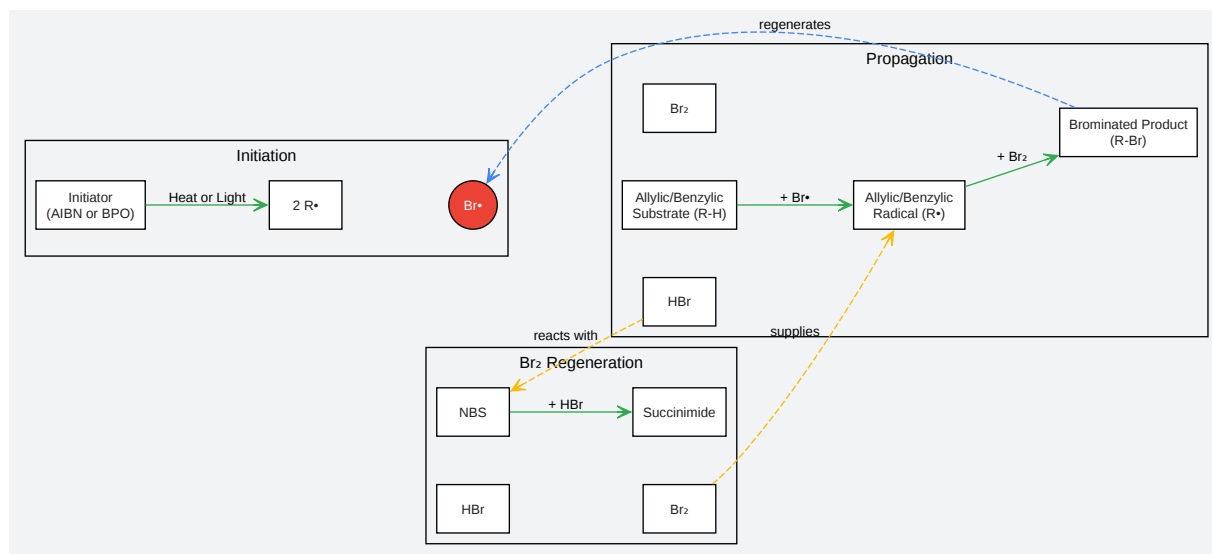 regenerates
Propagation
Br₂
Brominated Product
(R-Br)
+ Br₂
Initiation
Initiator
(AIBN or BPO)
Heat or Light
2 R•
Br•
Allylic/Benzylic
Substrate (R-H)
+ Br•
Allylic/Benzylic
Radical (R•)
HBr
reacts with
supplies
Br₂ Regeneration
NBS
+ HBr
Succinimide
HBr
Br₂